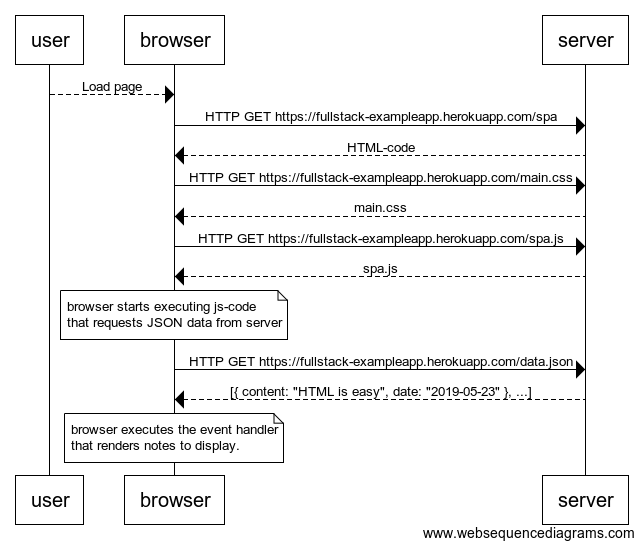 user
browser
server
Load page
HTTP GET https://fullstack-exampleapp.herokuapp.com/spa
HTML-code
HTTP GET https://fullstack-exampleapp.herokuapp.com/main.css
main.css
HTTP GET https://fullstack-exampleapp.herokuapp.com/spa.js
spa.js
browser starts executing js-code
that requests JSON data from server
HTTP GET https://fullstack-exampleapp.herokuapp.com/data.json
[{ content: "HTML is easy", date: "2019-05-23" }, ...]
browser executes the event handler
that renders notes to display.
user
browser
server
www.websequencediagrams.com